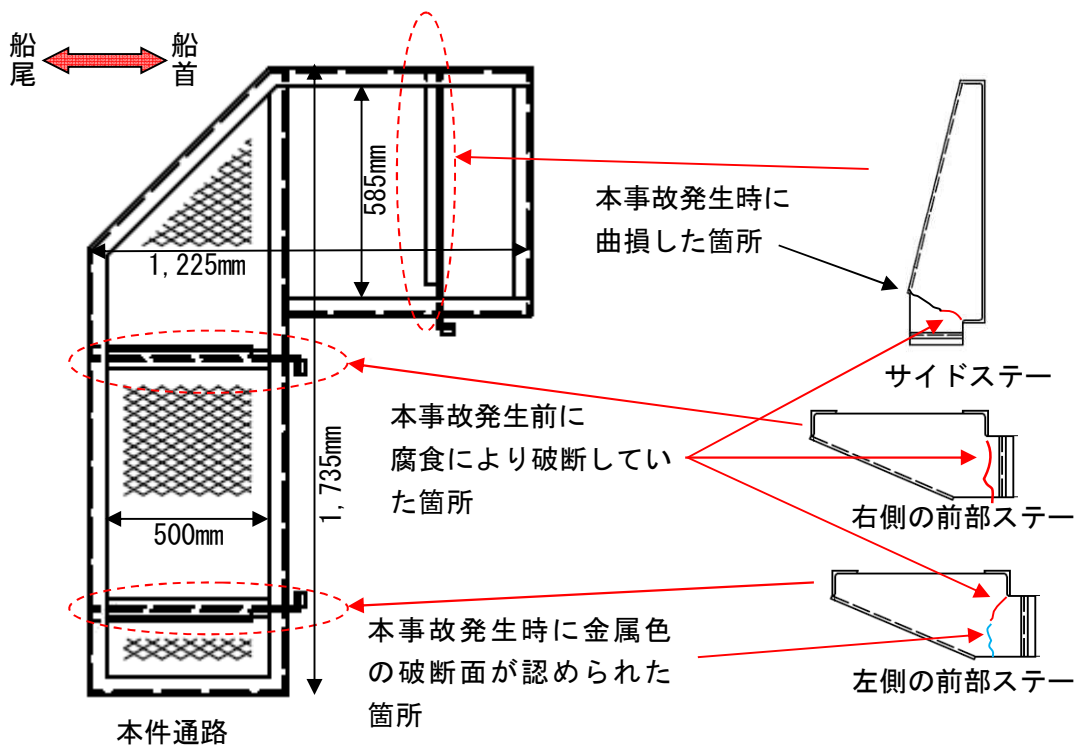 船尾
船首
585mm
1,225mm
1,735mm
500mm
本件通路
本事故発生時に
曲損した箇所
サイドステー
本事故発生前に
腐食により破断してい
た箇所
右側の前部ステー
本事故発生時に金属色
の破断面が認められた
箇所
左側の前部ステー